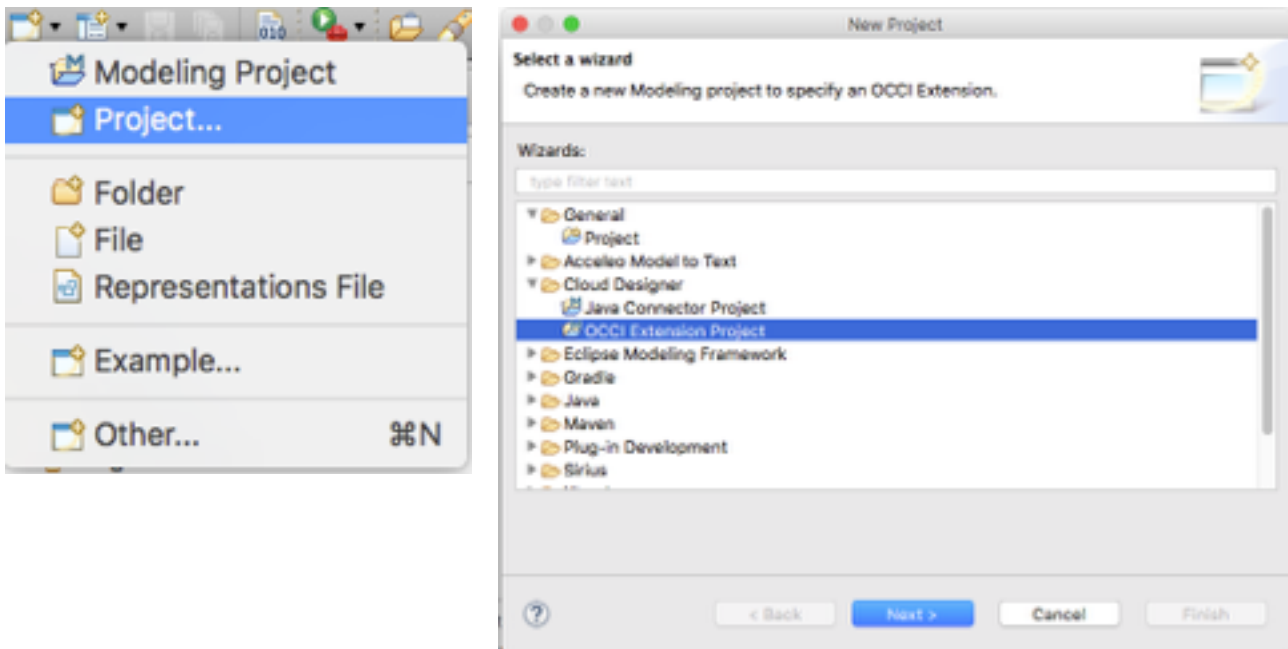 010
Modeling Project
Project...
Folder
File
Representations File
Example...
Other... ⌘N
New Project
Select a wizard
Create a new Modeling project to specify an OCCI Extension.
Wizards:
type filter text
General
Project
Acceleo Model to Text
Cloud Designer
Java Connector Project
OCCI Extension Project
Eclipse Modeling Framework
Gradle
Java
Maven
Plug-in Development
Sirius
?
< Back Next > Cancel Finish